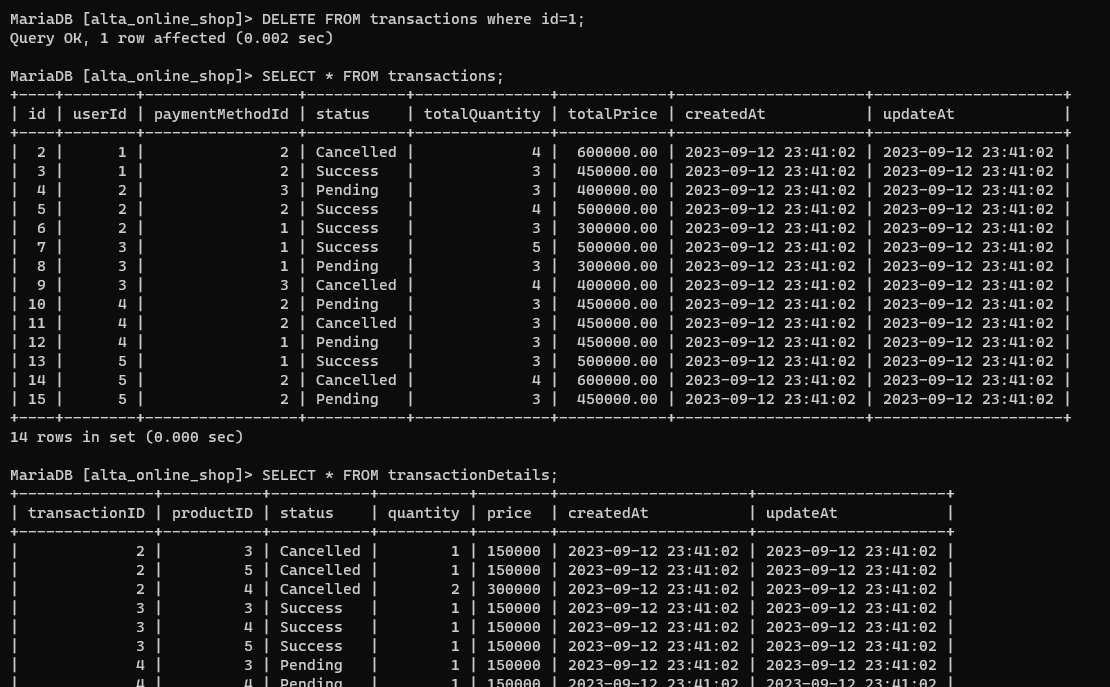 MariaDB [alta_online_shop]> DELETE FROM transactions where id=1;
Query OK, 1 row affected (0.002 sec)

MariaDB [alta_online_shop]> SELECT * FROM transactions;
+----+--------+-----------------+-----------+---------------+------------+---------------------+---------------------+
| id | userId | paymentMethodId | status    | totalQuantity | totalPrice | createdAt           | updateAt            |
+----+--------+-----------------+-----------+---------------+------------+---------------------+---------------------+
|  2 |      1 |               2 | Cancelled |             4 |  600000.00 | 2023-09-12 23:41:02 | 2023-09-12 23:41:02 |
|  3 |      1 |               2 | Success   |             3 |  450000.00 | 2023-09-12 23:41:02 | 2023-09-12 23:41:02 |
|  4 |      2 |               3 | Pending   |             3 |  400000.00 | 2023-09-12 23:41:02 | 2023-09-12 23:41:02 |
|  5 |      2 |               2 | Success   |             4 |  500000.00 | 2023-09-12 23:41:02 | 2023-09-12 23:41:02 |
|  6 |      2 |               1 | Success   |             3 |  300000.00 | 2023-09-12 23:41:02 | 2023-09-12 23:41:02 |
|  7 |      3 |               1 | Success   |             5 |  500000.00 | 2023-09-12 23:41:02 | 2023-09-12 23:41:02 |
|  8 |      3 |               1 | Pending   |             3 |  300000.00 | 2023-09-12 23:41:02 | 2023-09-12 23:41:02 |
|  9 |      3 |               3 | Cancelled |             4 |  400000.00 | 2023-09-12 23:41:02 | 2023-09-12 23:41:02 |
| 10 |      4 |               2 | Pending   |             3 |  450000.00 | 2023-09-12 23:41:02 | 2023-09-12 23:41:02 |
| 11 |      4 |               2 | Cancelled |             3 |  450000.00 | 2023-09-12 23:41:02 | 2023-09-12 23:41:02 |
| 12 |      4 |               1 | Pending   |             3 |  450000.00 | 2023-09-12 23:41:02 | 2023-09-12 23:41:02 |
| 13 |      5 |               1 | Success   |             3 |  500000.00 | 2023-09-12 23:41:02 | 2023-09-12 23:41:02 |
| 14 |      5 |               2 | Cancelled |             4 |  600000.00 | 2023-09-12 23:41:02 | 2023-09-12 23:41:02 |
| 15 |      5 |               2 | Pending   |             3 |  450000.00 | 2023-09-12 23:41:02 | 2023-09-12 23:41:02 |
+----+--------+-----------------+-----------+---------------+------------+---------------------+---------------------+
14 rows in set (0.000 sec)

MariaDB [alta_online_shop]> SELECT * FROM transactionDetails;
+---------------+-----------+-----------+----------+--------+---------------------+---------------------+
| transactionID | productID | status    | quantity | price  | createdAt           | updateAt            |
+---------------+-----------+-----------+----------+--------+---------------------+---------------------+
|             2 |         3 | Cancelled |        1 | 150000 | 2023-09-12 23:41:02 | 2023-09-12 23:41:02 |
|             2 |         5 | Cancelled |        1 | 150000 | 2023-09-12 23:41:02 | 2023-09-12 23:41:02 |
|             2 |         4 | Cancelled |        2 | 300000 | 2023-09-12 23:41:02 | 2023-09-12 23:41:02 |
|             3 |         3 | Success   |        1 | 150000 | 2023-09-12 23:41:02 | 2023-09-12 23:41:02 |
|             3 |         4 | Success   |        1 | 150000 | 2023-09-12 23:41:02 | 2023-09-12 23:41:02 |
|             3 |         5 | Success   |        1 | 150000 | 2023-09-12 23:41:02 | 2023-09-12 23:41:02 |
|             4 |         3 | Pending   |        1 | 150000 | 2023-09-12 23:41:02 | 2023-09-12 23:41:02 |
|             4 |         4 | Pending   |        1 | 150000 | 2023-09-12 23:41:02 | 2023-09-12 23:41:02 |